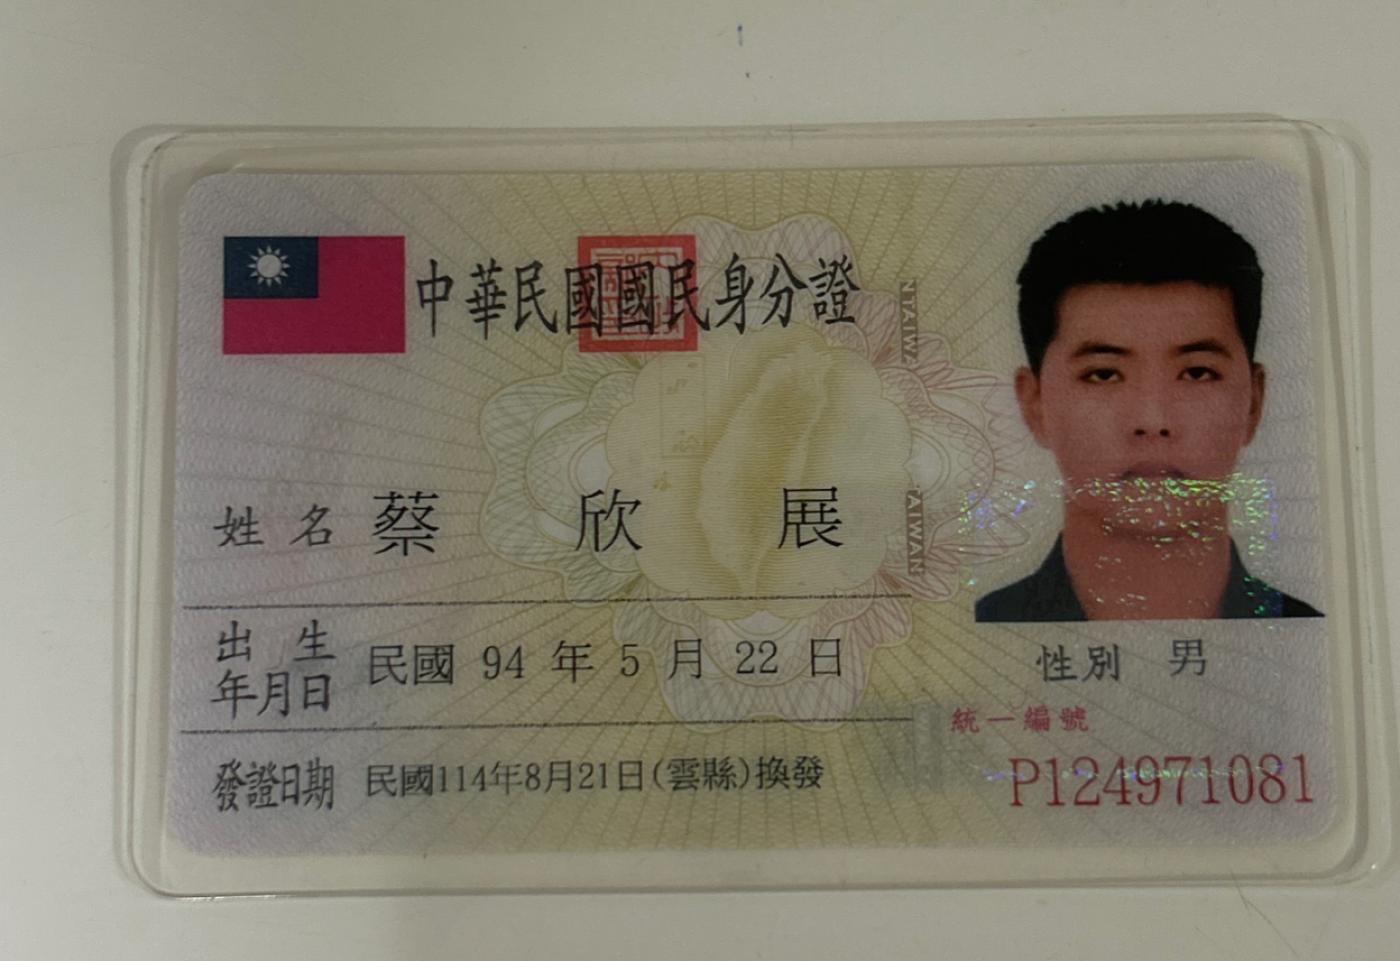 中華民國國民身分證
姓名 蔡欣展
出生年月日 民國 94 年 5 月 22 日
性別 男
統一編號
P124971081
發證日期 民國114年8月21日(雲縣)換發
TAIWAN